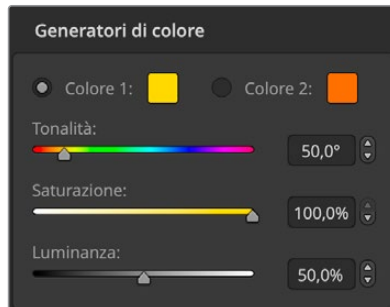 Generatori di colore
Colore 1: Colore 2:
Tonalità:
50,0°
Saturazione:
100,0%
Luminanza:
50,0%